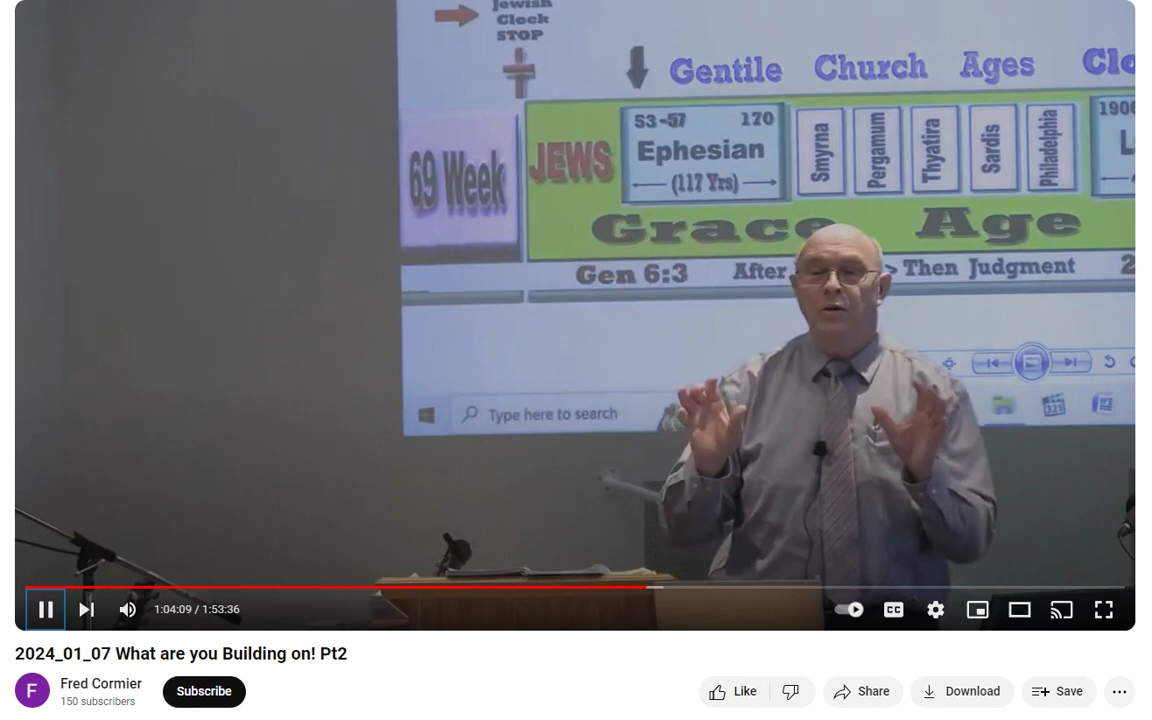 Jewish
Clock
STOP
Gentile Church Ages
69 Week
JEWS
53-57 170
Ephesian
(117 Yrs)
Smyrna
Pergamum
Thyatira
Sardis
Philadelphia
1906
Grace Age
Gen 6:3 After > Then Judgment 2
Type here to search
1:04:09 / 1:53:36
CC
2024_01_07 What are you Building on! Pt2
F
Fred Cormier
150 subscribers
Subscribe
Like
Share
Download
Save